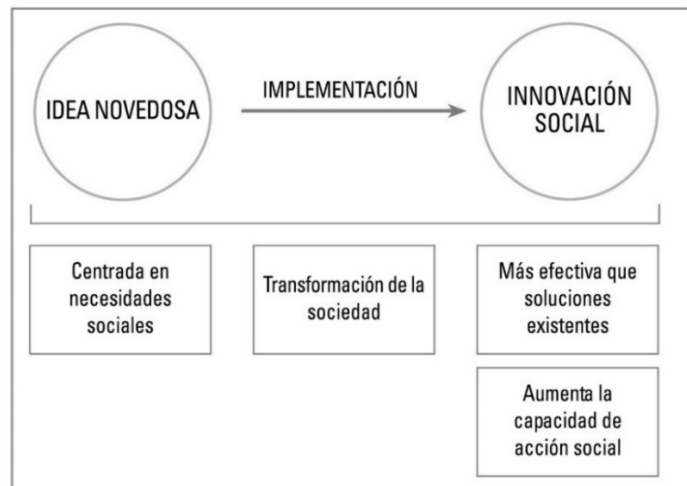 IDEA NOVEDOSA
IMPLEMENTACIÓN
INNOVACIÓN
SOCIAL
Centrada en
necesidades
sociales
Transformación de la
sociedad
Más efectiva que
soluciones
existentes
Aumenta la
capacidad de
acción social